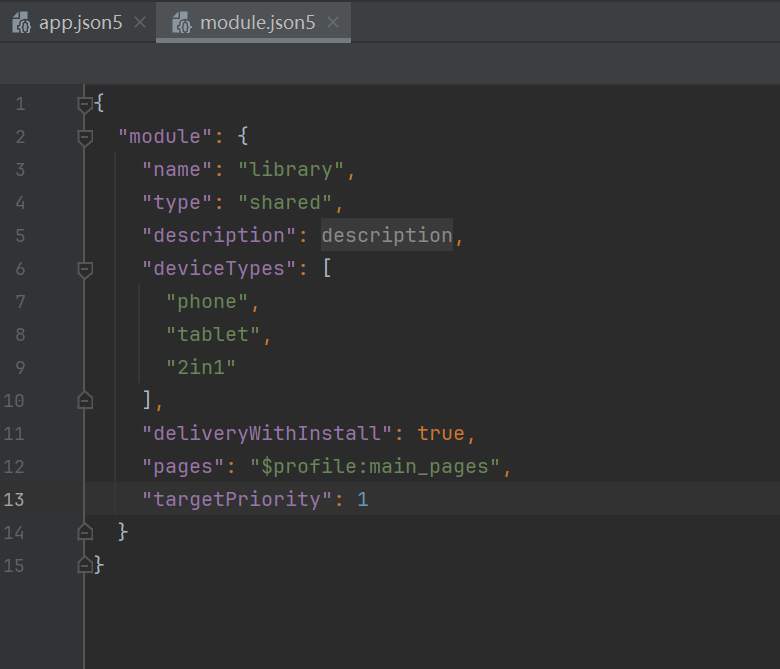 app.json5
module.json5
1 {
2 "module": {
3 "name": "library",
4 "type": "shared",
5 "description": description,
6 "deviceTypes": [
7 "phone",
8 "tablet",
9 "2in1"
10 ],
11 "deliveryWithInstall": true,
12 "pages": "$profile:main_pages",
13 "targetPriority": 1
14 }
15 }